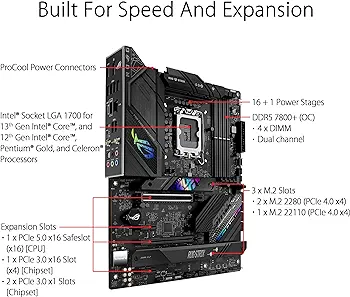 Built For Speed And Expansion
ProCool Power Connectors
Intel® Socket LGA 1700 for
13th Gen Intel® Core™, and
12th Gen Intel® Core™,
Pentium® Gold, and Celeron®
Processors
Expansion Slots
• 1 x PCIe 5.0 x16 Safeslot
(x16) [CPU]
• 1 x PCIe 3.0 x16 Slot
(x4) [Chipset]
• 2 x PCIe 3.0 x1 Slots
[Chipset]
16 + 1 Power Stages
DDR5 7800+ (OC)
• 4 x DIMM
• Dual channel
3 x M.2 Slots
• 2 x M.2 2280 (PCIe 4.0 x4)
• 1 x M.2 22110 (PCIe 4.0 x4)